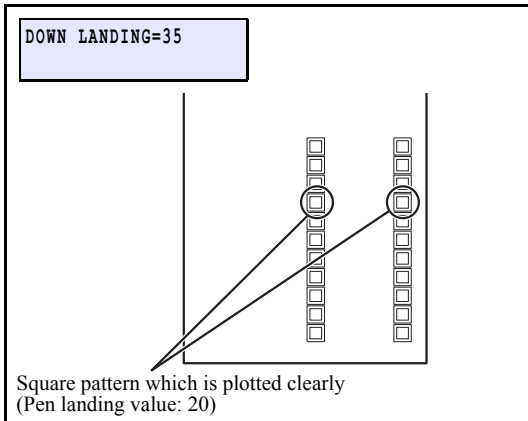 DOWN LANDING=35
Square pattern which is plotted clearly
(Pen landing value: 20)